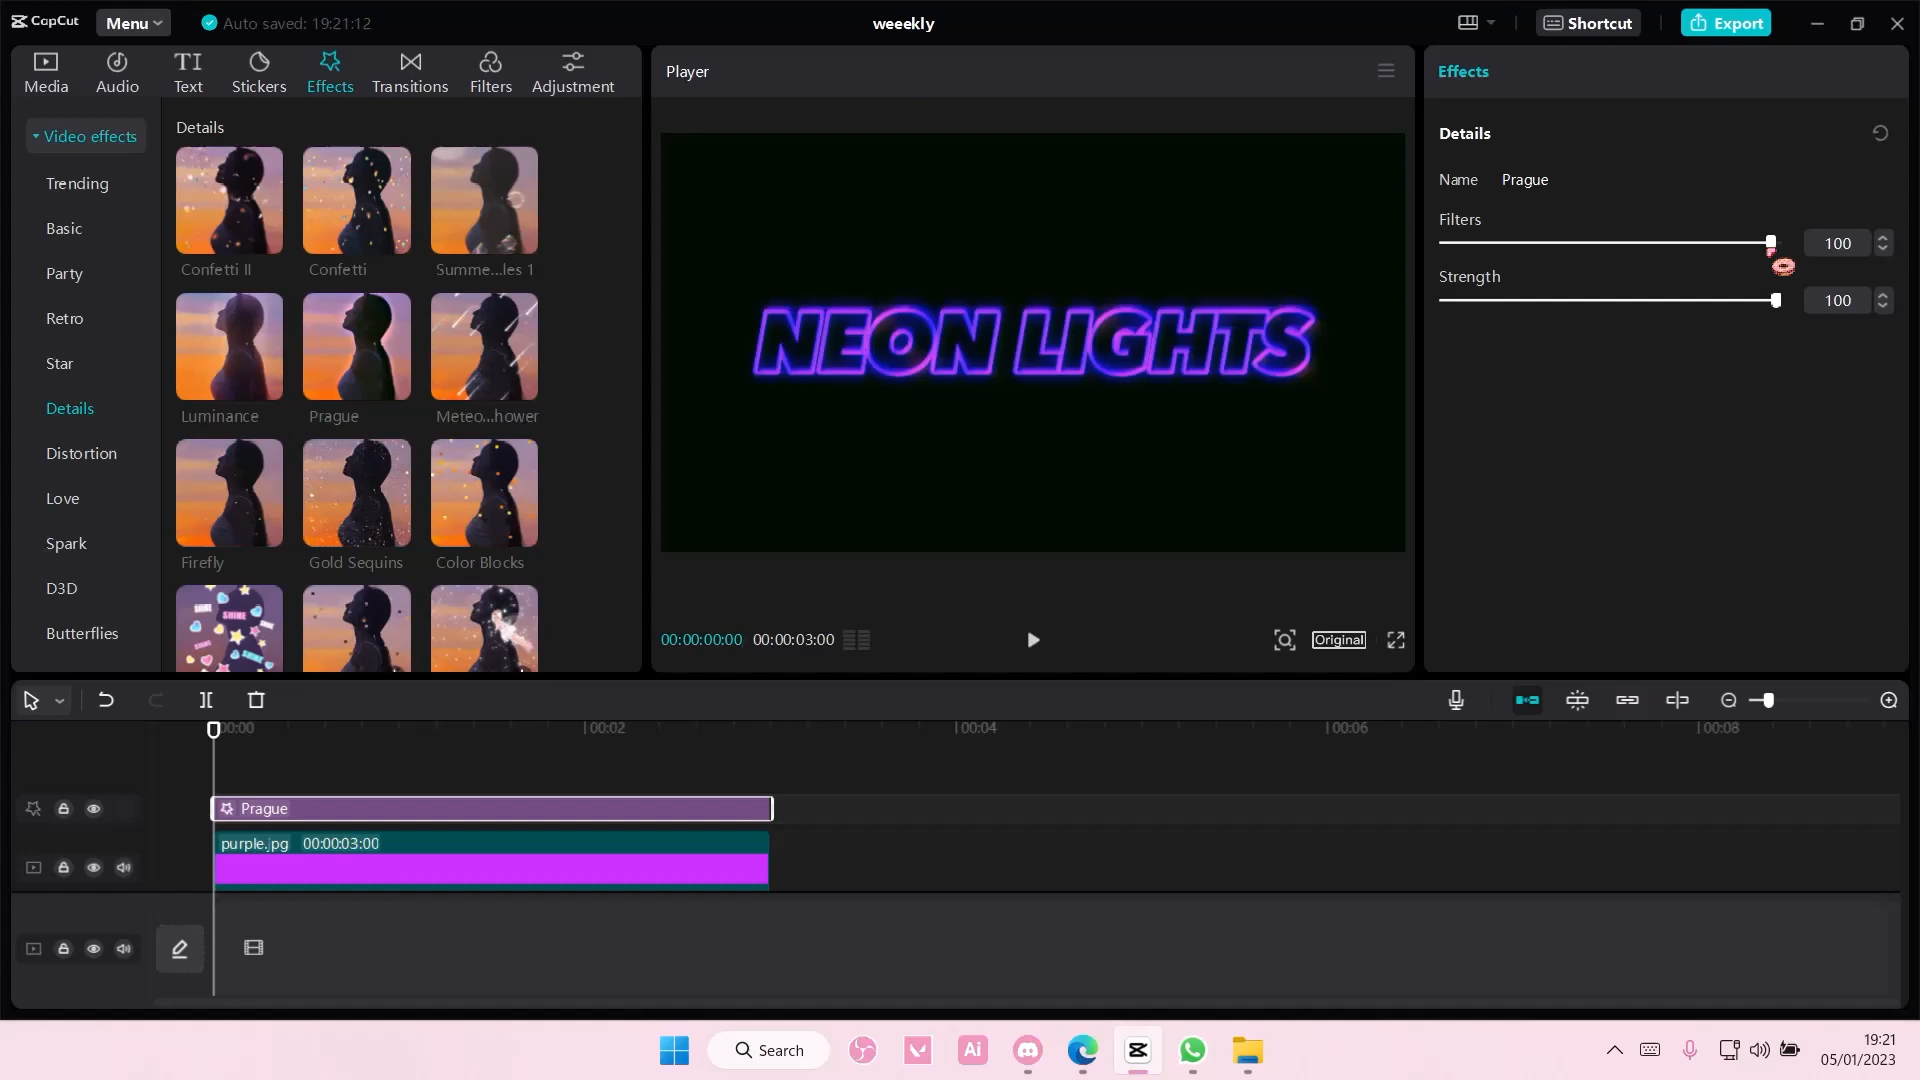 CapCut Menu Auto saved: 19:21:12 weeekly Shortcut Export
Media Audio Text Stickers Effects Transitions Filters Adjustment
Video effects
Trending
Basic
Party
Retro
Star
Details
Distortion
Love
Spark
D3D
Butterflies
Details
Confetti II Confetti Summe...les 1
Luminance Prague Meteo...hower
Firefly Gold Sequins Color Blocks
SHINE
Player
NEON LIGHTS
00:00:00:00 00:00:03:00 Original
Effects
Details
Name Prague
Filters
100
Strength
100
00:00 00:02 00:04 00:06 00:08
Prague
purple.jpg 00:00:03:00
Search Ai
19:21
05/01/2023